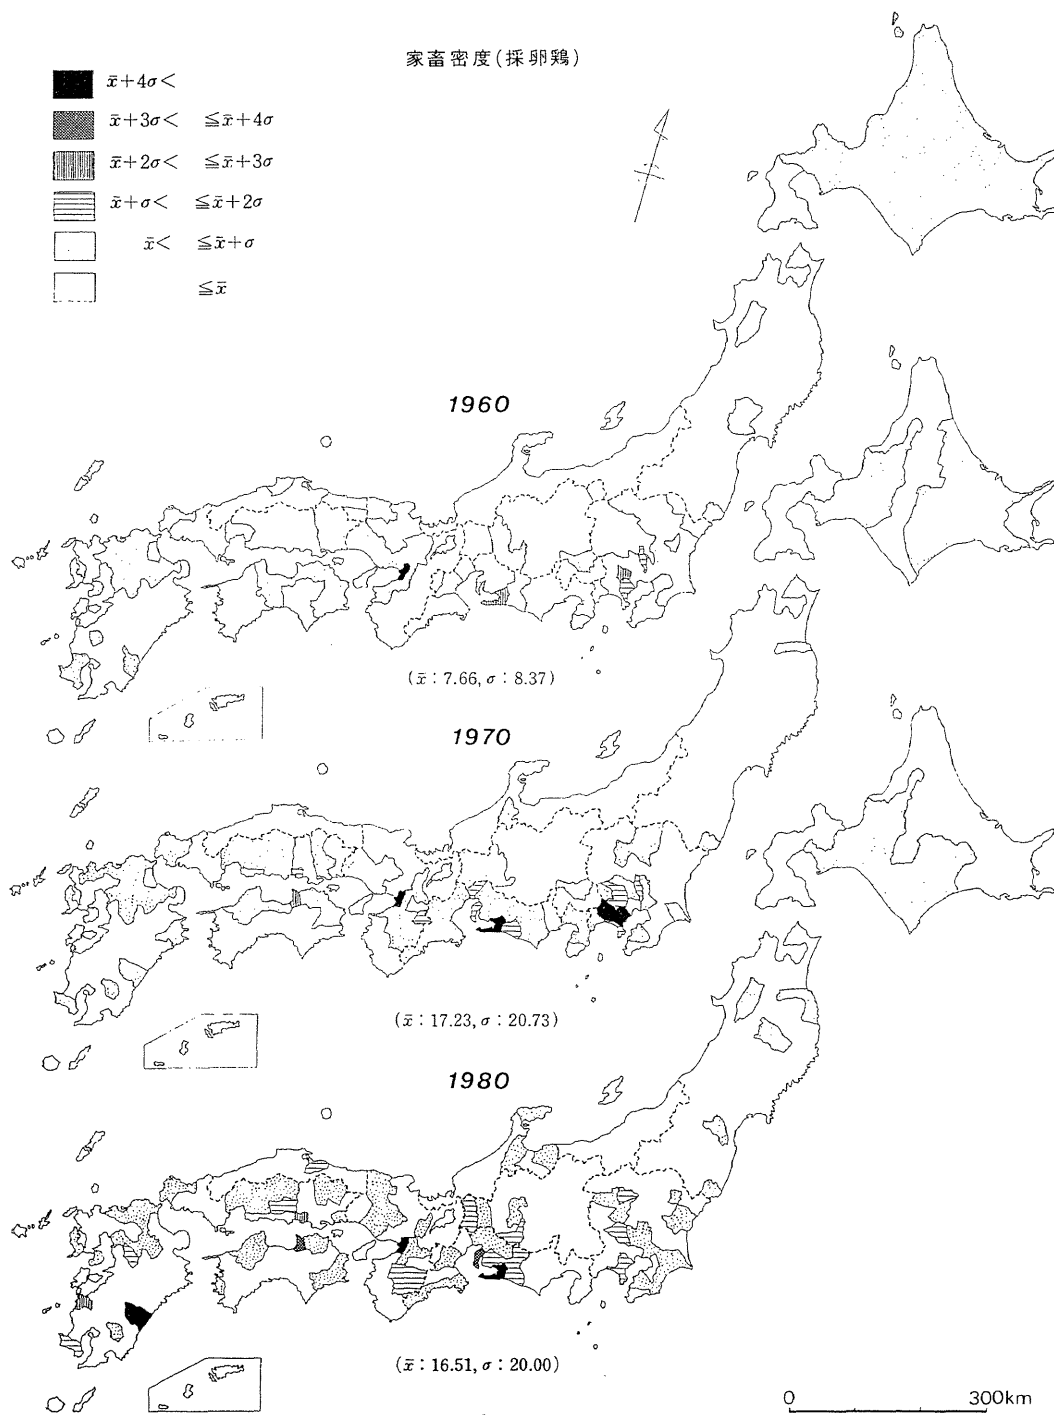 家畜密度(採卵鶏)
x̄+4σ<
x̄+3σ< ≦x̄+4σ
x̄+2σ< ≦x̄+3σ
x̄+σ< ≦x̄+2σ
x̄< ≦x̄+σ
≦x̄
1960
(x̄:7.66, σ:8.37)
1970
(x̄:17.23, σ:20.73)
1980
(x̄:16.51, σ:20.00)
0 300km